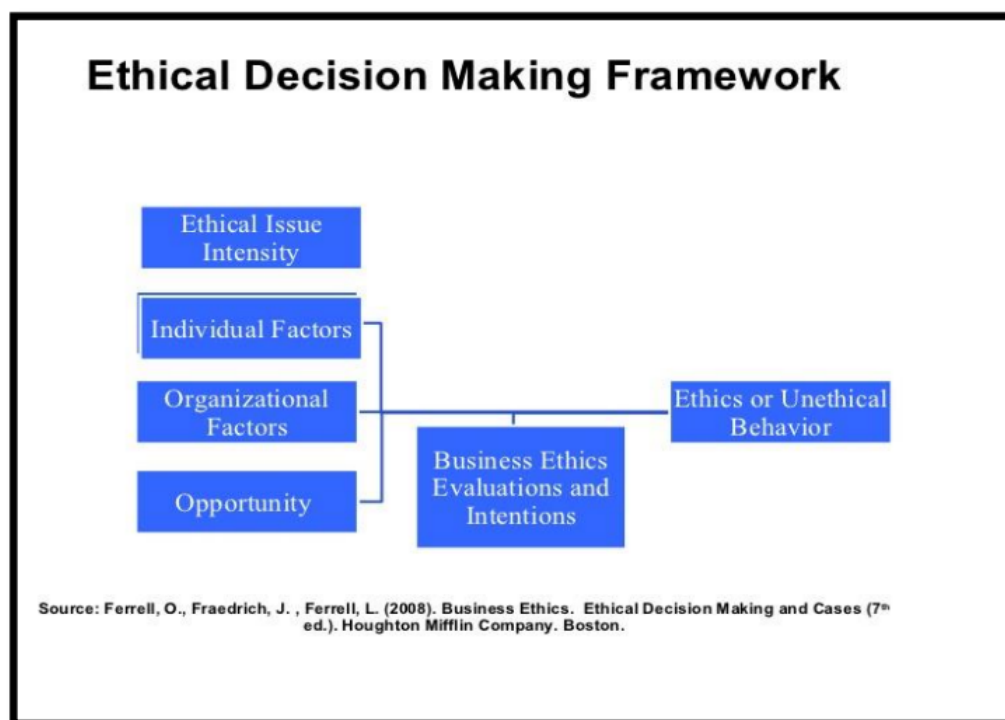 Ethical Decision Making Framework
Ethical Issue
Intensity
Individual Factors
Organizational
Factors
Opportunity
Business Ethics
Evaluations and
Intentions
Ethics or Unethical
Behavior
Source: Ferrell, O., Fraedrich, J. , Ferrell, L. (2008). Business Ethics. Ethical Decision Making and Cases (7th
ed.). Houghton Mifflin Company. Boston.